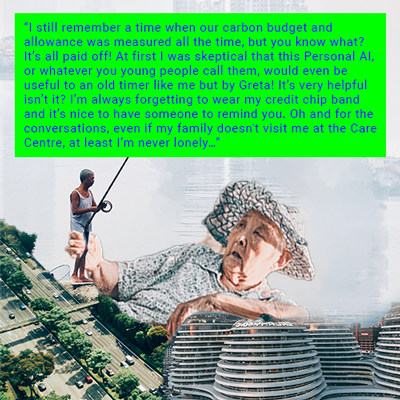 "I still remember a time when our carbon budget and
allowance was measured all the time, but you know what?
It's all paid off! At first I was skeptical that this Personal AI,
or whatever you young people call them, would even be
useful to an old timer like me but by Greta! It's very helpful
isn't it? I'm always forgetting to wear my credit chip band
and it's nice to have someone to remind you. Oh and for the
conversations, even if my family doesn't visit me at the Care
Centre, at least I'm never lonely…"